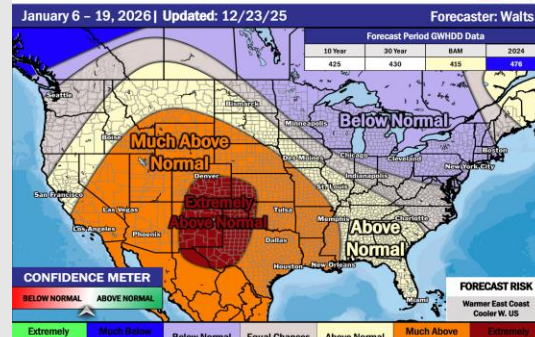 January 6 – 19, 2026 | Updated: 12/23/25
Forecaster: Walts
Forecast Period GWHDD Data
10 Year 30 Year BAM 2024
425 430 415 476
Seattle
Bismarck
Minneapolis
Below Normal
Boise
Much Above Normal
Boston
Des Moines
Chicago
Cleveland
New York City
Denver
Indianapolis
San Francisco
St. Louis
Extremely Above Normal
Las Vegas
Tulsa
Memphis
Charlotte
Los Angeles
Phoenix
Above Normal
Dallas
Houston
New Orleans
Miami
CONFIDENCE METER
BELOW NORMAL ABOVE NORMAL
FORECAST RISK
Warmer East Coast
Cooler W. US
Extremely Much Below Below Normal Equal Chances Above Normal Much Above Extremely